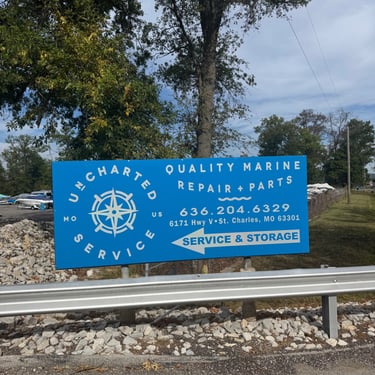 UNCHARTED
MO US
SERVICE
QUALITY MARINE
REPAIR + PARTS
636.204.6329
6171 Hwy V • St. Charles, MO 63301
SERVICE & STORAGE